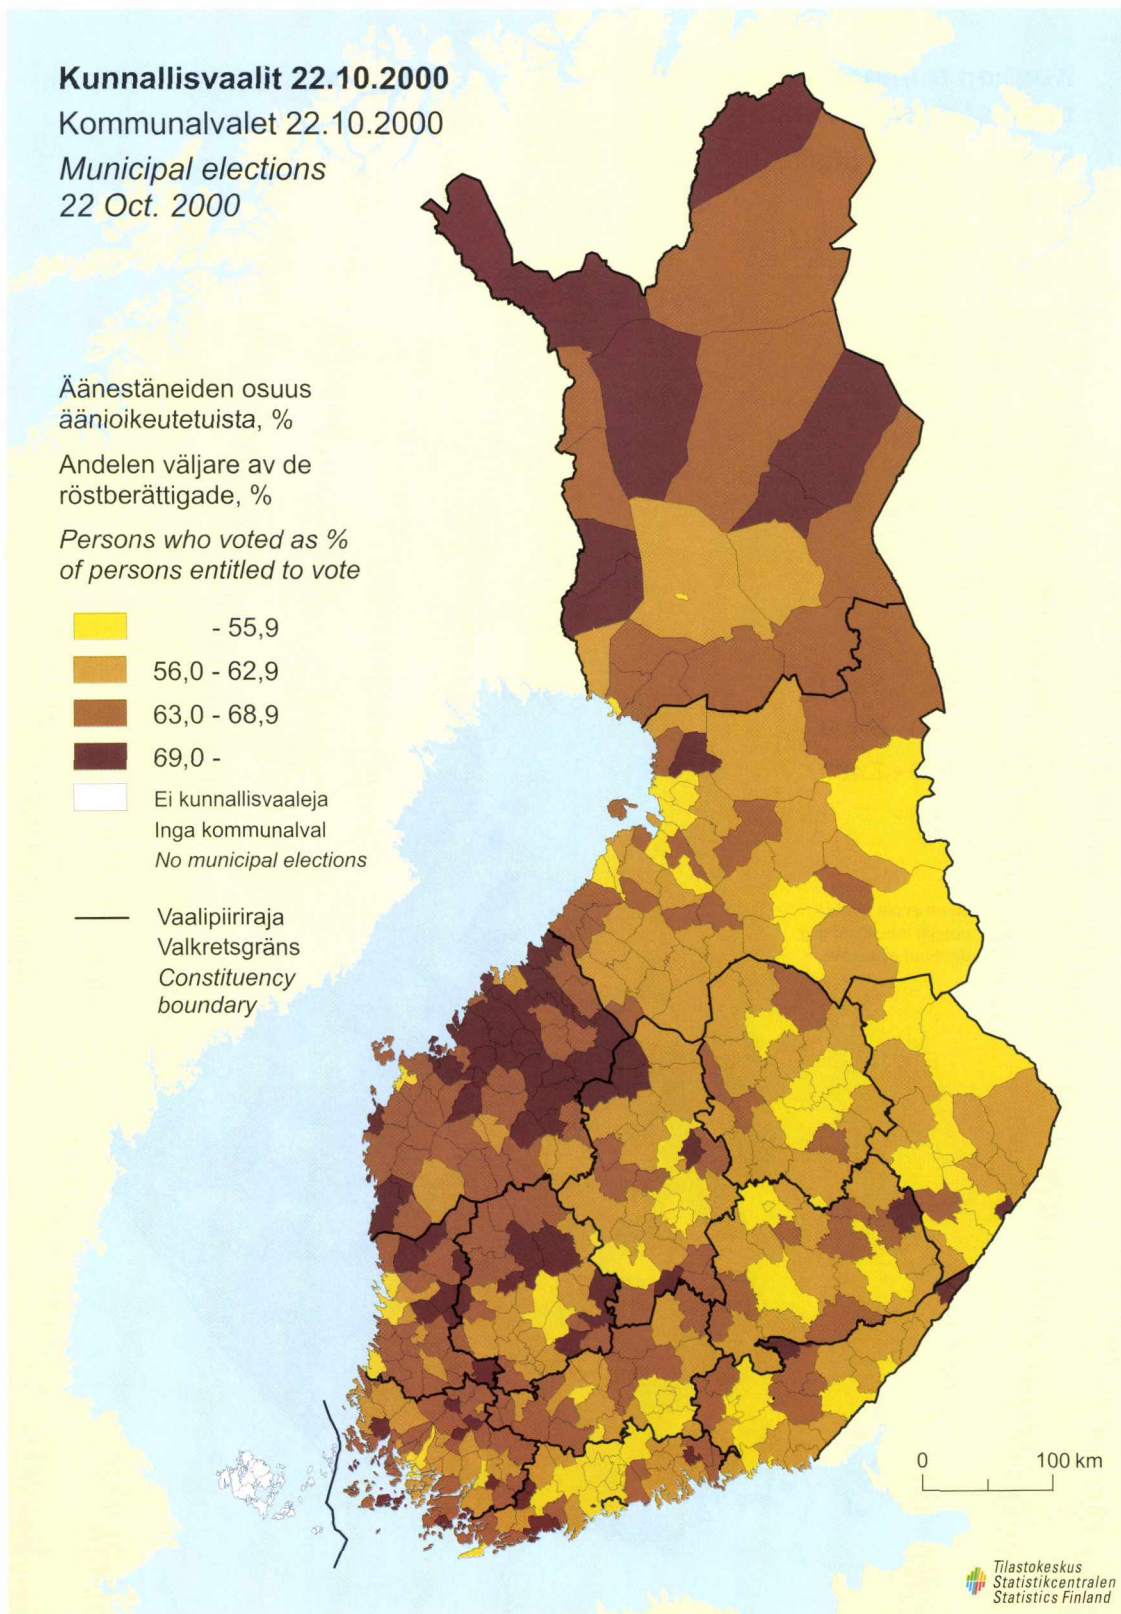 Kunnallisvaalit 22.10.2000
Kommunalvalet 22.10.2000
Municipal elections
22 Oct. 2000
Äänestäneiden osuus
äänioikeutetuista, %
Andelen väljare av de
röstberättigade, %
Persons who voted as %
of persons entitled to vote
- 55,9
56,0 - 62,9
63,0 - 68,9
69,0 -
Ei kunnallisvaaleja
Inga kommunalval
No municipal elections
Vaalipiiriraja
Valkretsgräns
Constituency
boundary
0 100 km
Tilastokeskus
Statistikcentralen
Statistics Finland